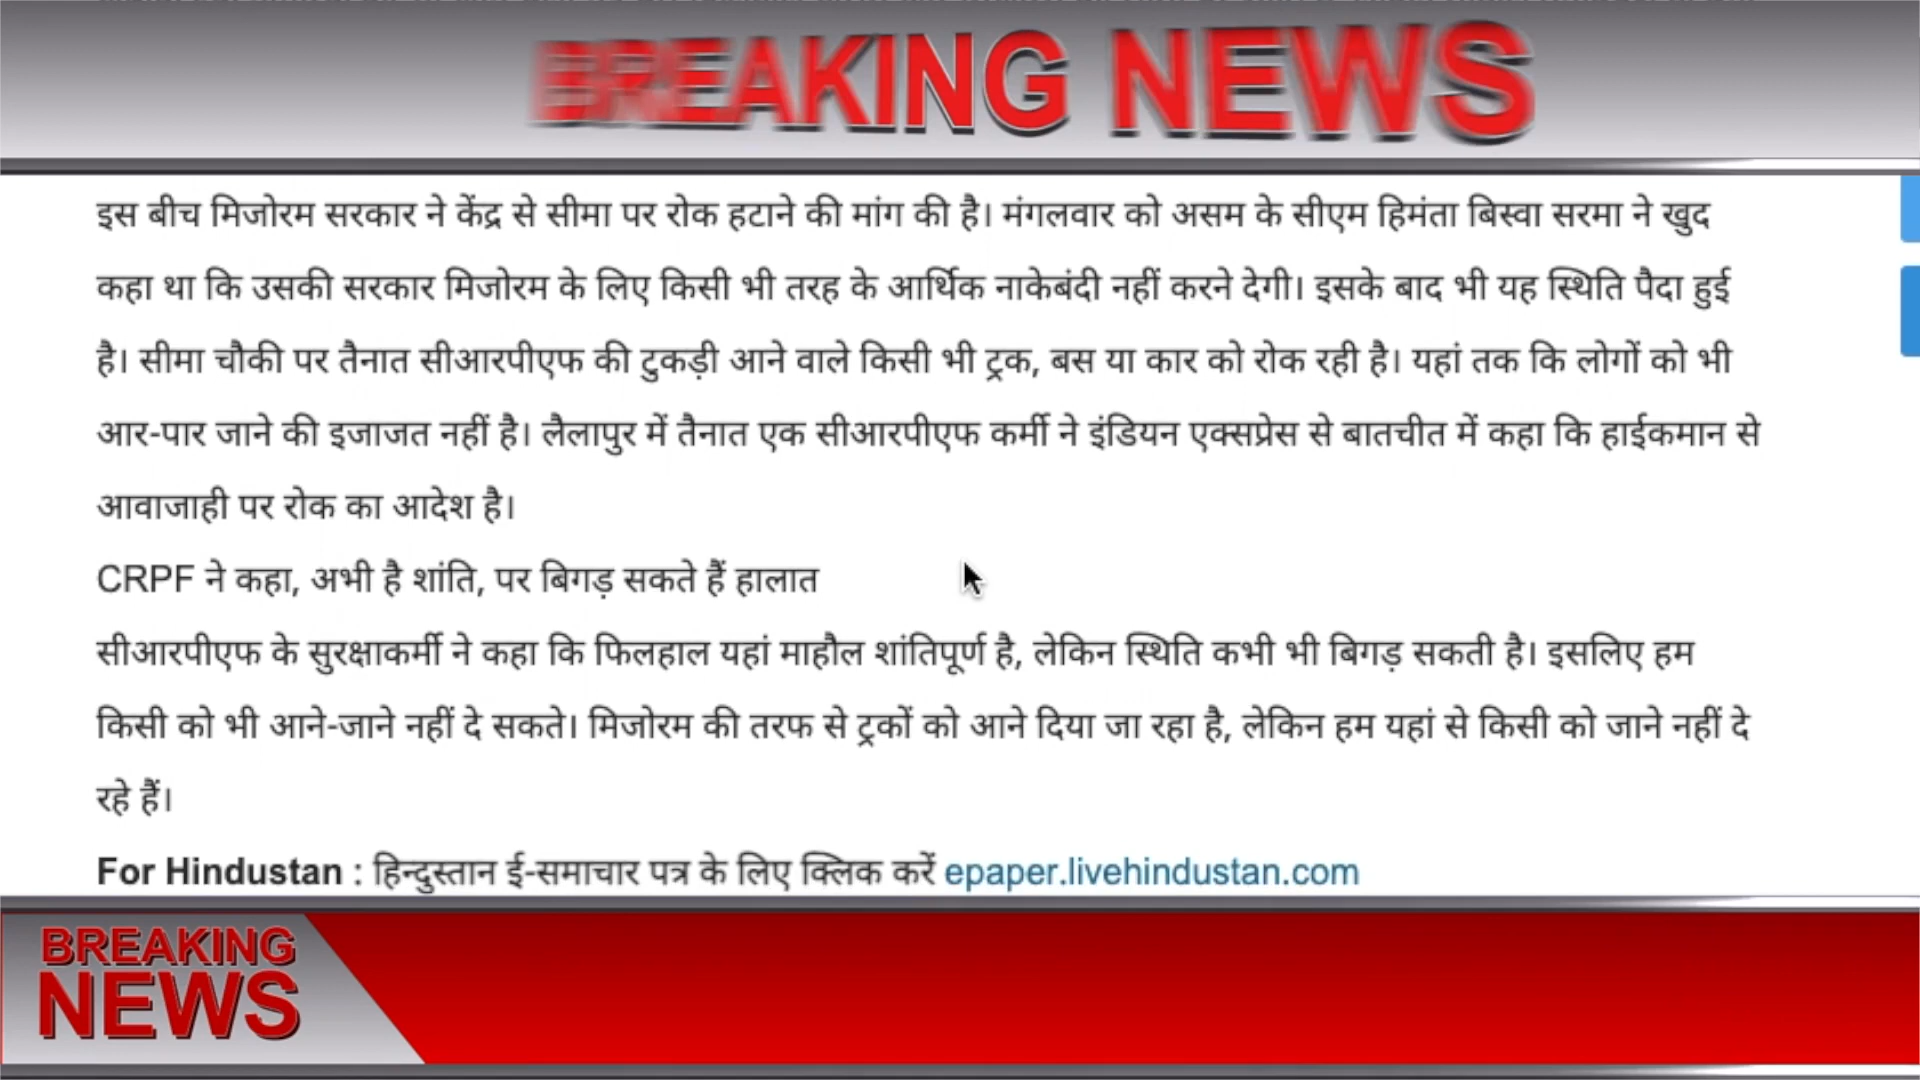 BREAKING NEWS
इस बीच मिजोरम सरकार ने केंद्र से सीमा पर रोक हटाने की मांग की है। मंगलवार को असम के सीएम हिमंता बिस्वा सरमा ने खुद
कहा था कि उसकी सरकार मिजोरम के लिए किसी भी तरह के आर्थिक नाकेबंदी नहीं करने देगी। इसके बाद भी यह स्थिति पैदा हुई
है। सीमा चौकी पर तैनात सीआरपीएफ की टुकड़ी आने वाले किसी भी ट्रक, बस या कार को रोक रही है। यहां तक कि लोगों को भी
आर-पार जाने की इजाजत नहीं है। लैलापुर में तैनात एक सीआरपीएफ कर्मी ने इंडियन एक्सप्रेस से बातचीत में कहा कि हाईकमान से
आवाजाही पर रोक का आदेश है।
CRPF ने कहा, अभी है शांति, पर बिगड़ सकते हैं हालात
सीआरपीएफ के सुरक्षाकर्मी ने कहा कि फिलहाल यहां माहौल शांतिपूर्ण है, लेकिन स्थिति कभी भी बिगड़ सकती है। इसलिए हम
किसी को भी आने-जाने नहीं दे सकते। मिजोरम की तरफ से ट्रकों को आने दिया जा रहा है, लेकिन हम यहां से किसी को जाने नहीं दे
रहे हैं।
For Hindustan : हिन्दुस्तान ई-समाचार पत्र के लिए क्लिक करें epaper.livehindustan.com
BREAKING
NEWS